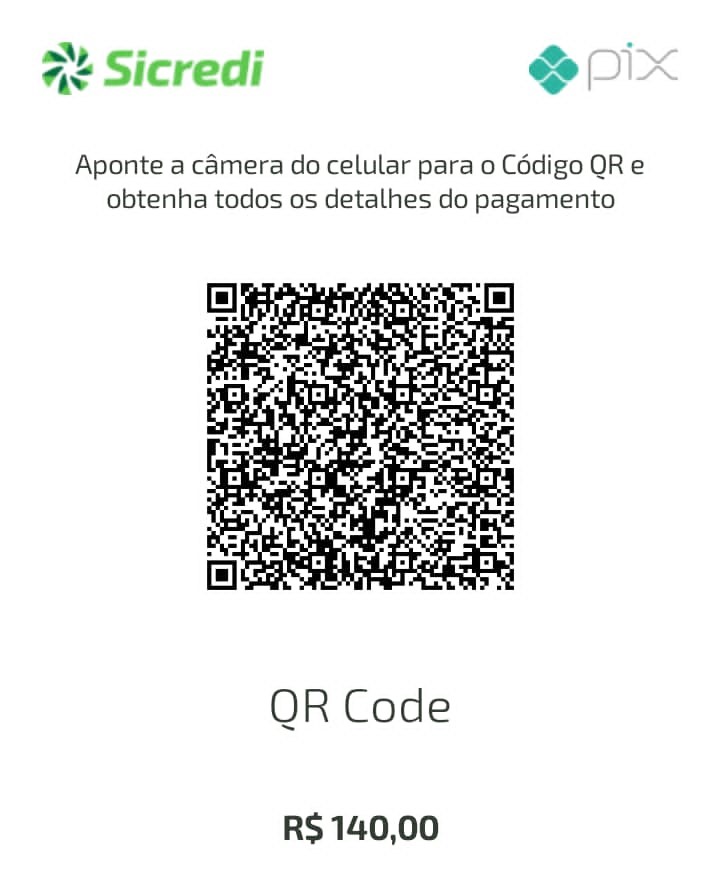 Sicredi
pix
Aponte a câmera do celular para o Código QR e
obtenha todos os detalhes do pagamento
QR Code
R$ 140,00